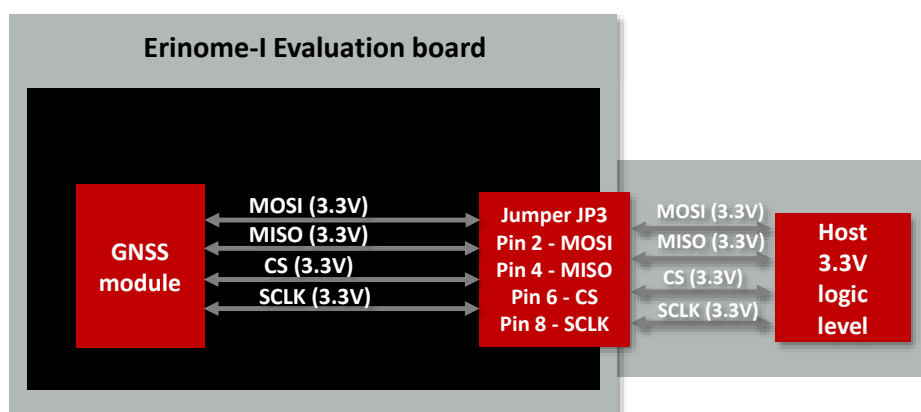 Erinome-I Evaluation board
GNSS
module
MOSI (3.3V)
MISO (3.3V)
CS (3.3V)
SCLK (3.3V)
Jumper JP3
Pin 2 - MOSI
Pin 4 - MISO
Pin 6 - CS
Pin 8 - SCLK
MOSI (3.3V)
MISO (3.3V)
CS (3.3V)
SCLK (3.3V)
Host
3.3V
logic
level